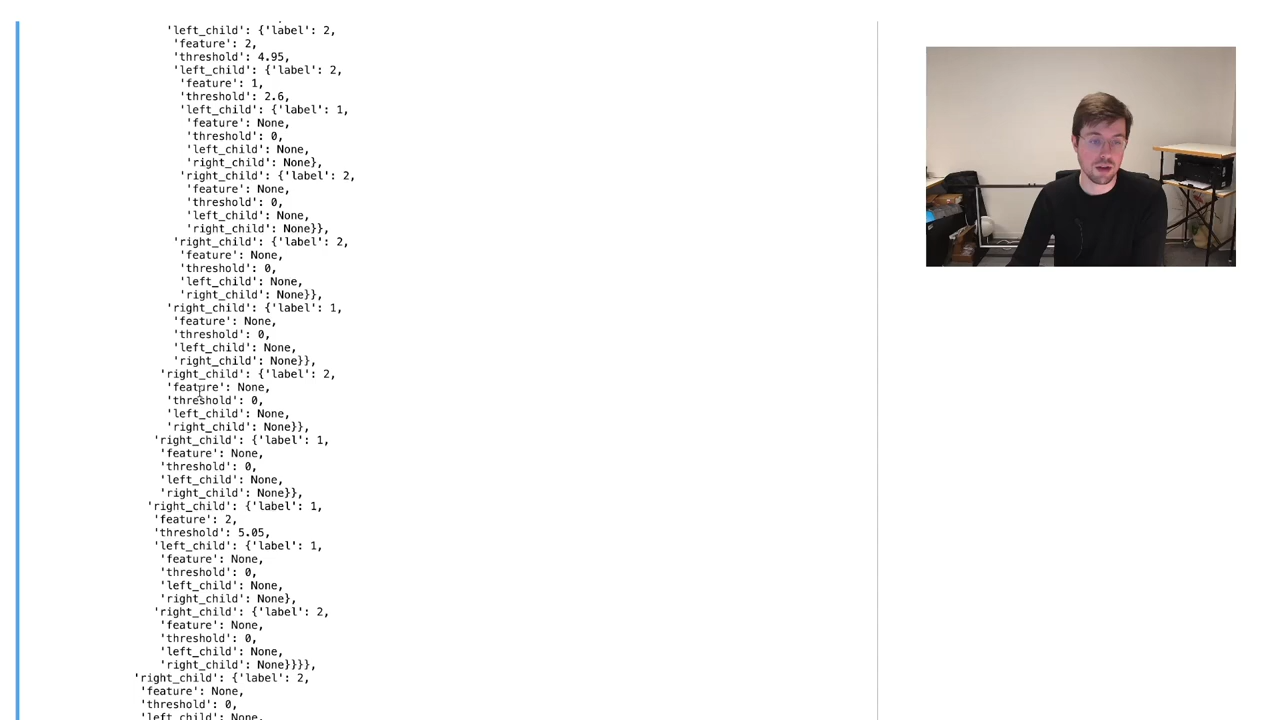 'left_child': {'label': 2,
'feature': 2,
'threshold': 4.95,
'left_child': {'label': 2,
'feature': 1,
'threshold': 2.6,
'left_child': {'label': 1,
'feature': None,
'threshold': 0,
'left_child': None,
'right_child': None},
'right_child': {'label': 2,
'feature': None,
'threshold': 0,
'left_child': None,
'right_child': None}},
'right_child': {'label': 2,
'feature': None,
'threshold': 0,
'left_child': None,
'right_child': None}},
'right_child': {'label': 1,
'feature': None,
'threshold': 0,
'left_child': None,
'right_child': None}},
'right_child': {'label': 2,
'feature': None,
'threshold': 0,
'left_child': None,
'right_child': None}},
'right_child': {'label': 1,
'feature': None,
'threshold': 0,
'left_child': None,
'right_child': None}},
'right_child': {'label': 1,
'feature': 2,
'threshold': 5.05,
'left_child': {'label': 1,
'feature': None,
'threshold': 0,
'left_child': None,
'right_child': None},
'right_child': {'label': 2,
'feature': None,
'threshold': 0,
'left_child': None,
'right_child': None}}}},
'right_child': {'label': 2,
'feature': None,
'threshold': 0,
'left_child': None,